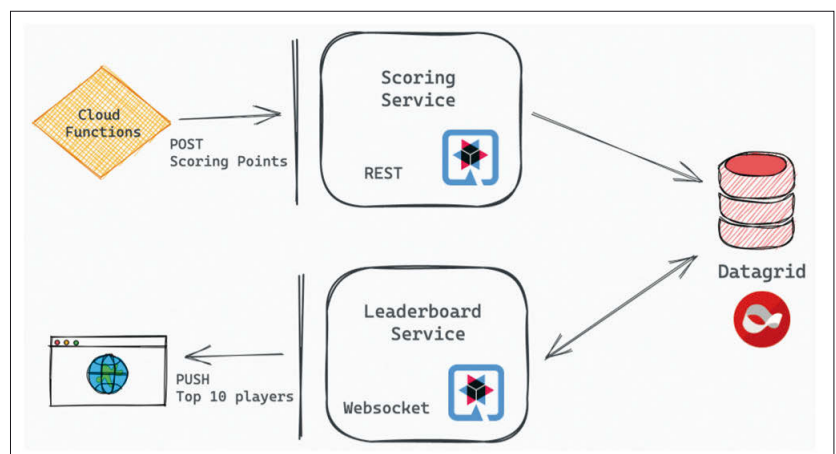 Cloud
Functions
POST
Scoring Points
Scoring
Service
REST
Datagrid
Leaderboard
Service
Websocket
PUSH
Top 10 players